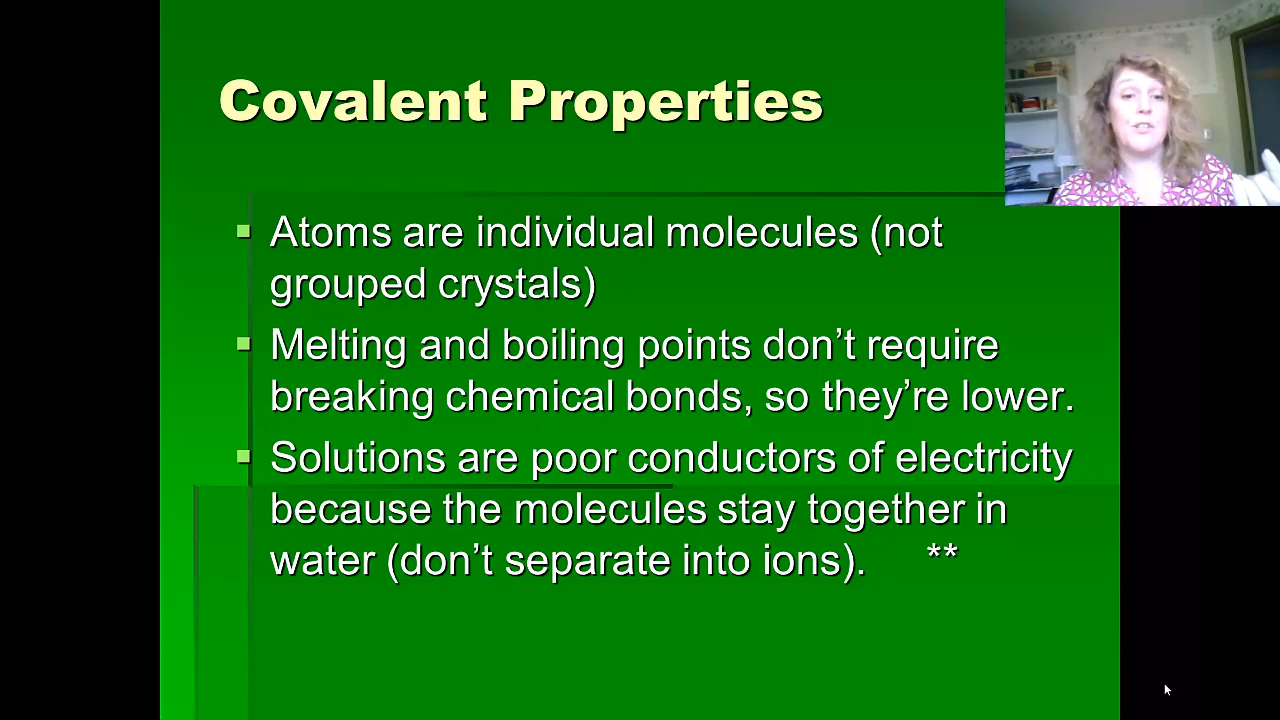 Covalent Properties
Atoms are individual molecules (not
grouped crystals)
Melting and boiling points don’t require
breaking chemical bonds, so they’re lower.
Solutions are poor conductors of electricity
because the molecules stay together in
water (don’t separate into ions). **